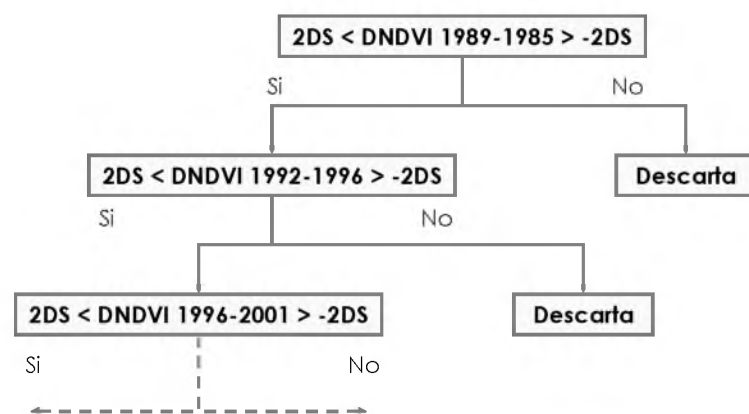 2DS < DNDVI 1989-1985 > -2DS
Si
No
2DS < DNDVI 1992-1996 > -2DS
Descarta
Si
No
2DS < DNDVI 1996-2001 > -2DS
Descarta
Si
No